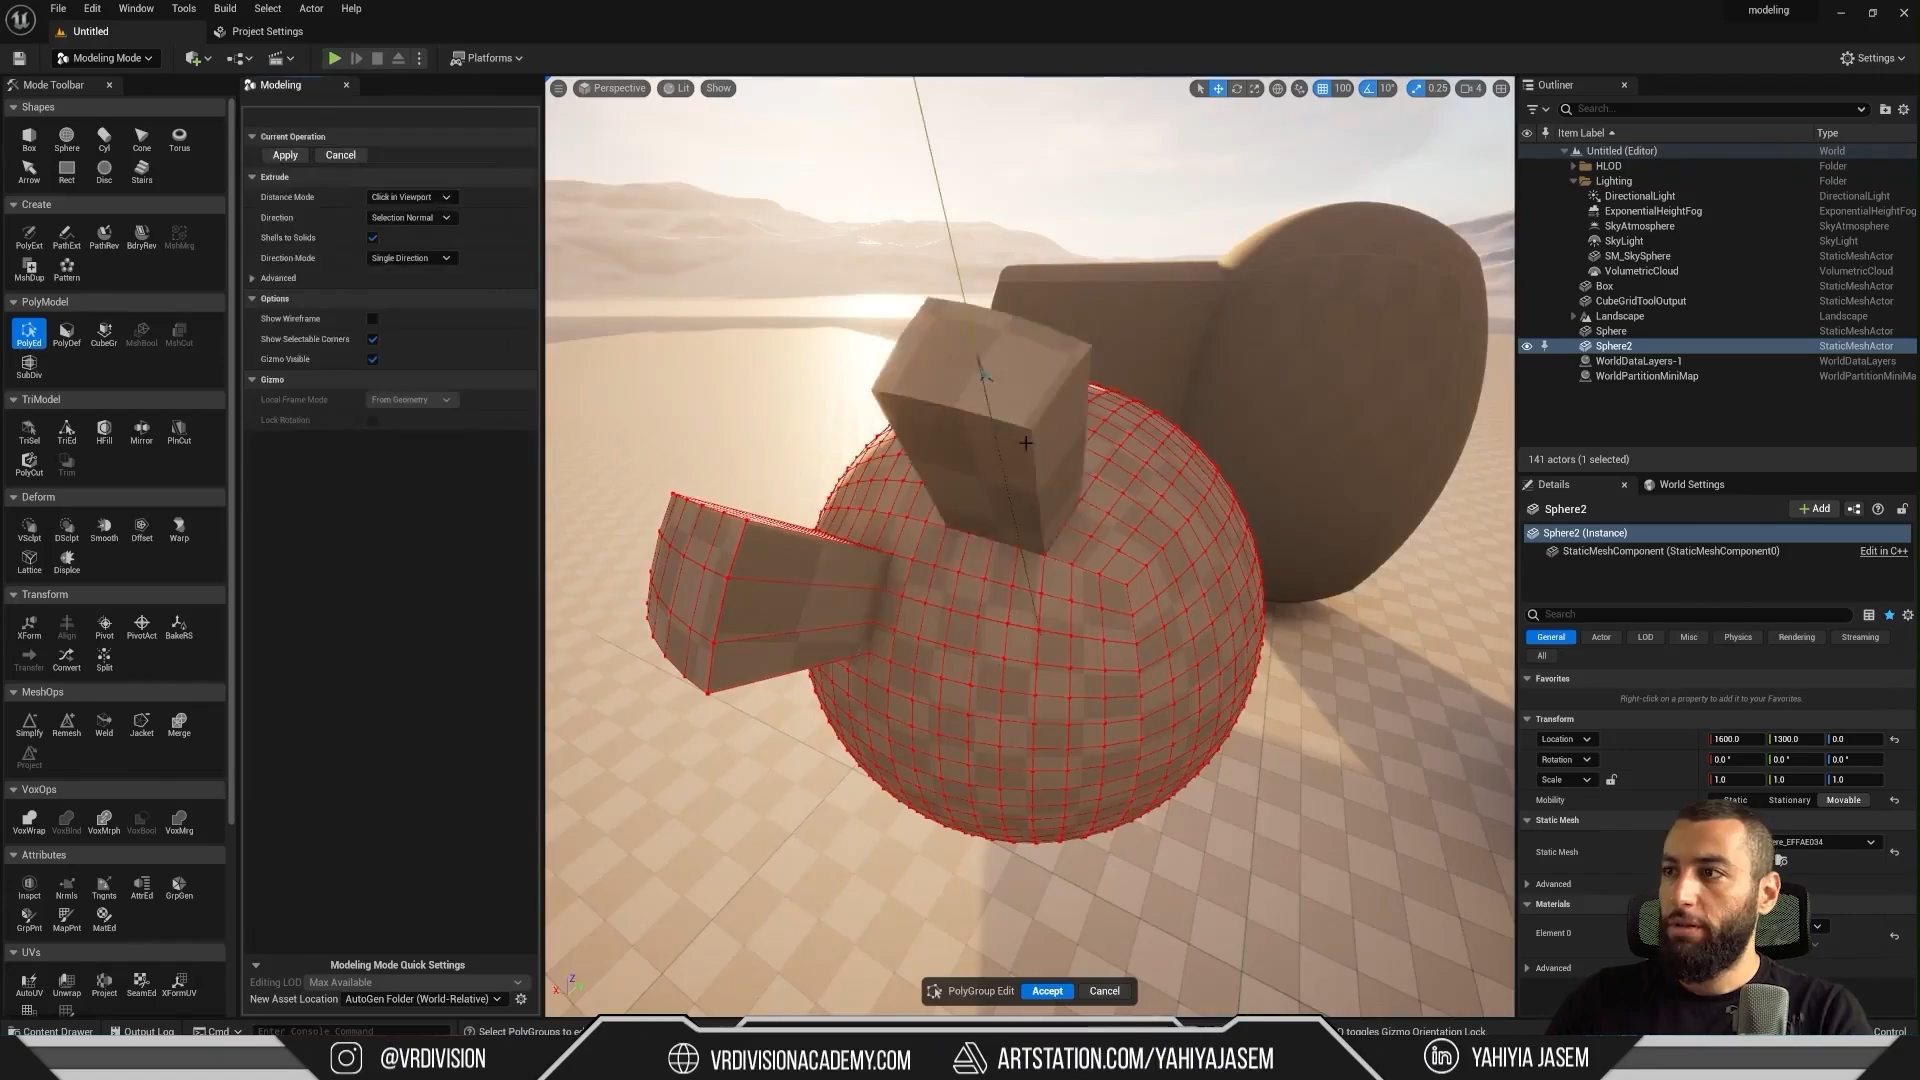 File Edit Window Tools Build Select Actor Help
modeling
Untitled
Project Settings
Modeling Mode
Platforms
Settings
Mode Toolbar
Shapes
Box Sphere Cyl Cone Torus
Arrow Rect Disc Stairs
Create
PolyExt PathExt PathRev BdryRev MshMrg
MshDup Pattern
PolyModel
PolyEd PolyDef CubeGr MshBool MshCut
SubDiv
TriModel
TriSel TriEd HFill Mirror PlnCut
PolyCut Trim
Deform
VSclpt DSclpt Smooth Offset Warp
Lattice Displce
Transform
XForm Align Pivot PivotAct BakeRS
Transfer Convert Split
MeshOps
Simplfy Remesh Weld Jacket Merge
Project
VoxOps
VoxWrap VoxBlnd VoxMrph VoxBool VoxMrg
Attributes
Inspct Nrmls Tngnts AttrEd GrpGen
GrpPnt MapPnt MatEd
UVs
AutoUV Unwrap Project SeamEd XFormUV
Modeling
Current Operation
Apply Cancel
Extrude
Distance Mode Click in Viewport
Direction Selection Normal
Shells to Solids
Direction Mode Single Direction
Advanced
Options
Show Wireframe
Show Selectable Corners
Gizmo Visible
Gizmo
Local Frame Mode From Geometry
Lock Rotation
Modeling Mode Quick Settings
Editing LOD Max Available
New Asset Location AutoGen Folder (World-Relative)
Perspective Lit Show
100 10° 0.25 4
PolyGroup Edit Accept Cancel
Outliner
Search...
Item Label Type
Untitled (Editor) World
HLOD Folder
Lighting Folder
DirectionalLight DirectionalLight
ExponentialHeightFog ExponentialHeightFog
SkyAtmosphere SkyAtmosphere
SkyLight SkyLight
SM_SkySphere StaticMeshActor
VolumetricCloud VolumetricCloud
Box StaticMeshActor
CubeGridToolOutput StaticMeshActor
Landscape Landscape
Sphere StaticMeshActor
Sphere2 StaticMeshActor
WorldDataLayers-1 WorldDataLayers
WorldPartitionMiniMap WorldPartitionMiniMa
141 actors (1 selected)
Details World Settings
Sphere2 Add
Sphere2 (Instance)
StaticMeshComponent (StaticMeshComponent0) Edit in C++
Search
General Actor LOD Misc Physics Rendering Streaming
All
Favorites
Right-click on a property to add it to your Favorites.
Transform
Location 1600.0 1300.0 0.0
Rotation 0.0° 0.0° 0.0°
Scale 1.0 1.0 1.0
Mobility Static Stationary Movable
Static Mesh
Static Mesh ere_EFFAE034
Advanced
Materials
Element 0
Advanced
Content Drawer Output Log Cmd Enter Console Command Select PolyGroups to ed
toggles Gizmo Orientation Lock
Control
@VRDIVISION VRDIVISIONACADEMY.COM ARTSTATION.COM/YAHIYAJASEM YAHIYIA JASEM